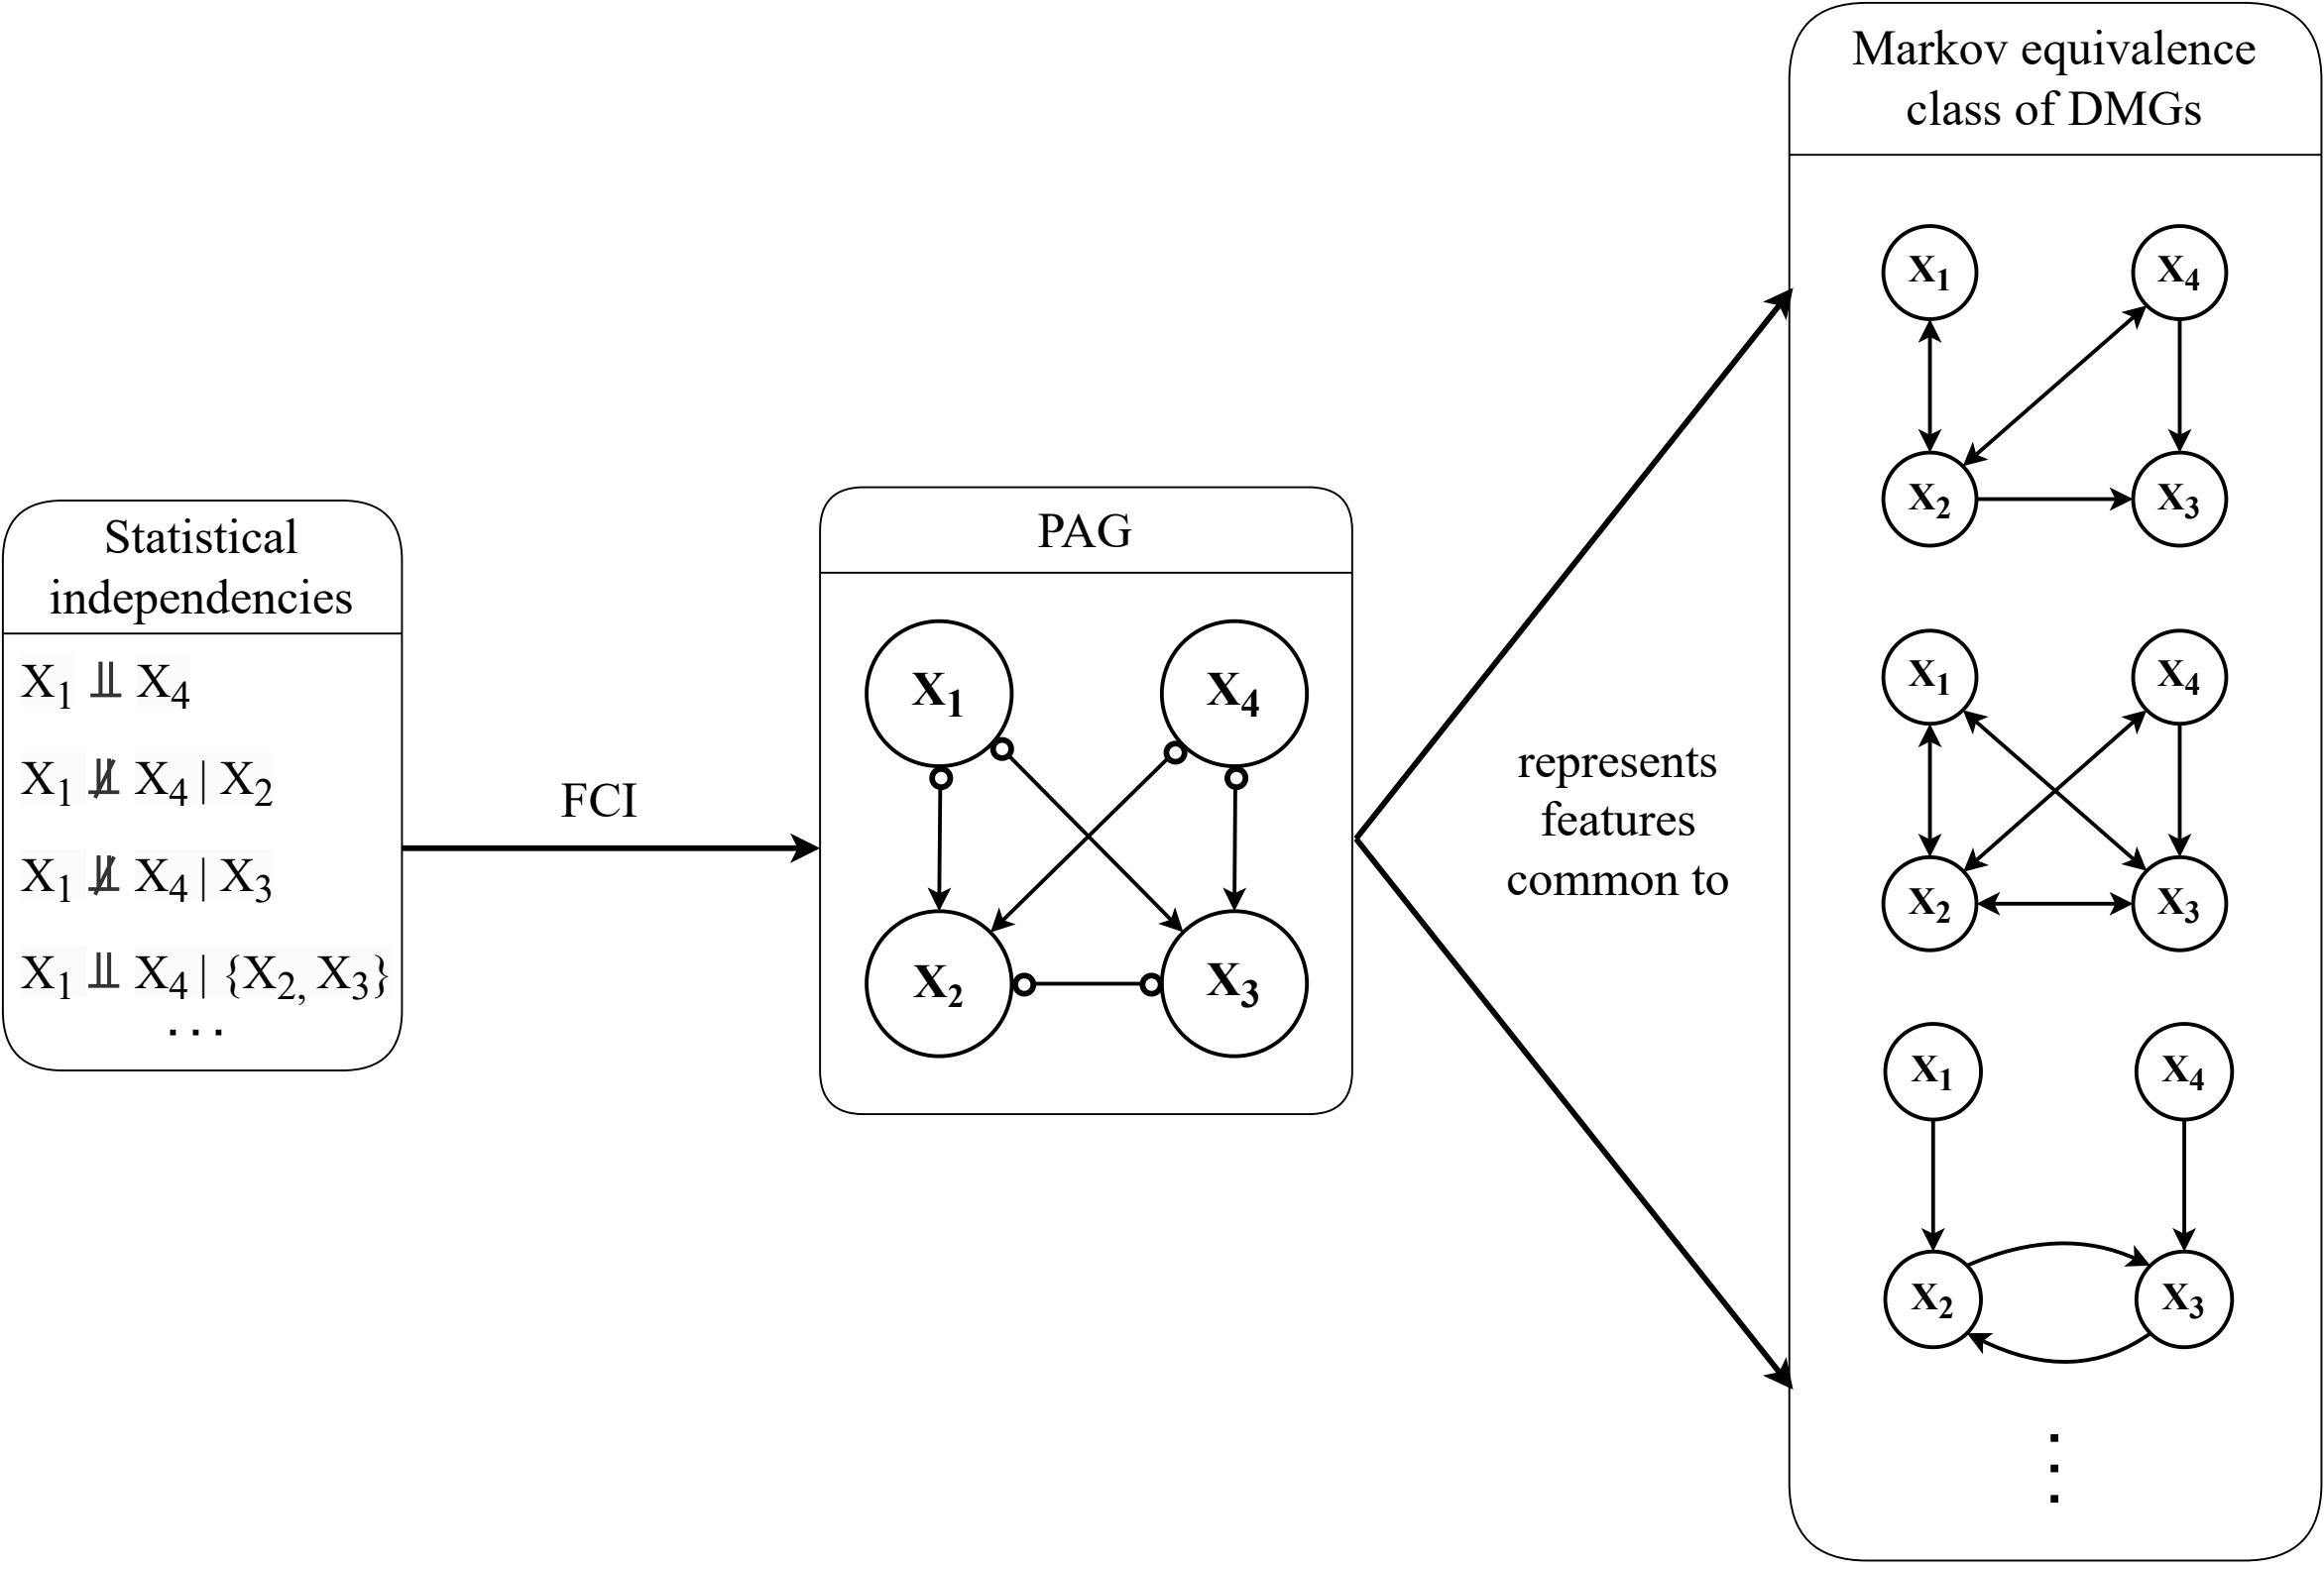 Statistical
independencies
X₁ ⫫ X₄
X₁ ⫫̸ X₄ | X₂
X₁ ⫫̸ X₄ | X₃
X₁ ⫫ X₄ | {X₂, X₃}
...
FCI
PAG
X₁
X₄
X₂
X₃
represents
features
common to
Markov equivalence
class of DMGs
X₁
X₄
X₂
X₃
X₁
X₄
X₂
X₃
X₁
X₄
X₂
X₃
⋮